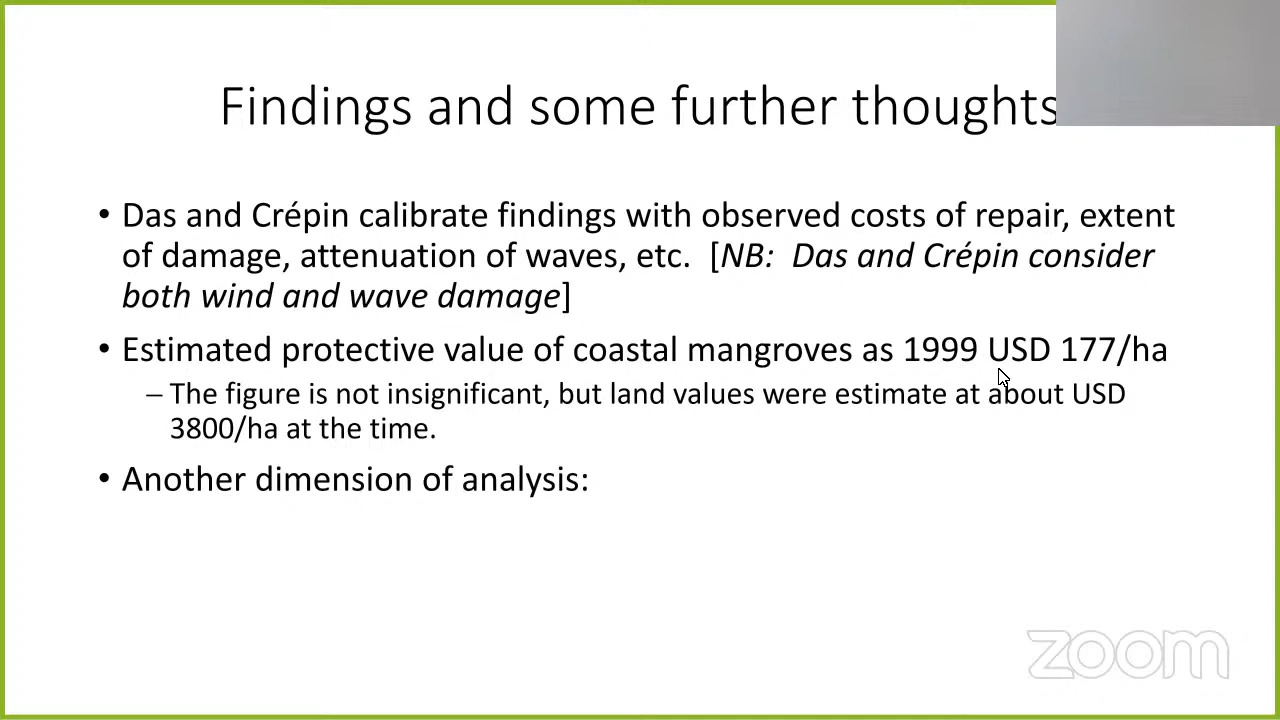 Findings and some further thoughts
• Das and Crépin calibrate findings with observed costs of repair, extent
of damage, attenuation of waves, etc. [NB: Das and Crépin consider
both wind and wave damage]
• Estimated protective value of coastal mangroves as 1999 USD 177/ha
– The figure is not insignificant, but land values were estimate at about USD
3800/ha at the time.
• Another dimension of analysis:
zoom